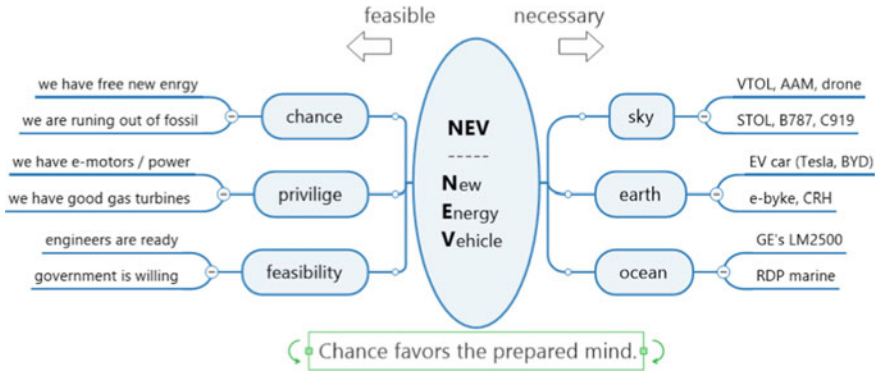 feasible
necessary
we have free new enrgy
we are runing out of fossil
chance
we have e-motors / power
we have good gas turbines
privilige
engineers are ready
government is willing
feasibility
NEV
-----
New
Energy
Vehicle
sky
VTOL, AAM, drone
STOL, B787, C919
earth
EV car (Tesla, BYD)
e-byke, CRH
ocean
GE's LM2500
RDP marine
Chance favors the prepared mind.